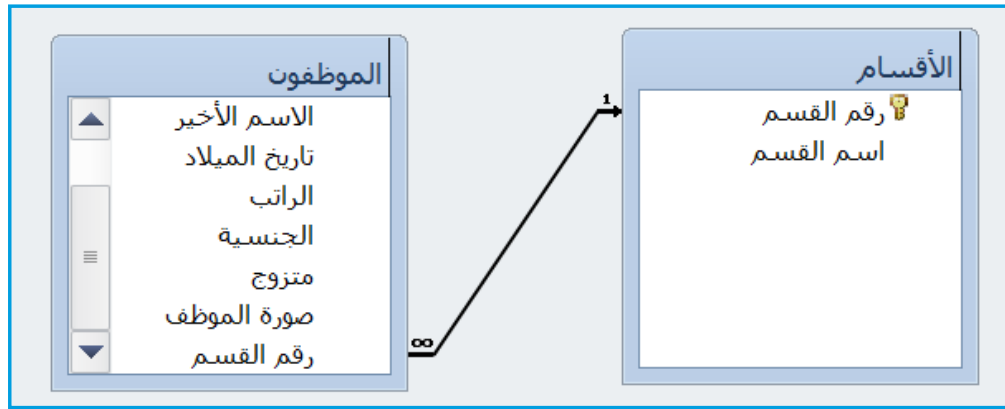 الأقسام
رقم القسم
اسم القسم
1
الموظفون
الاسم الأخير
تاريخ الميلاد
الراتب
الجنسية
متزوج
صورة الموظف
رقم القسم
∞